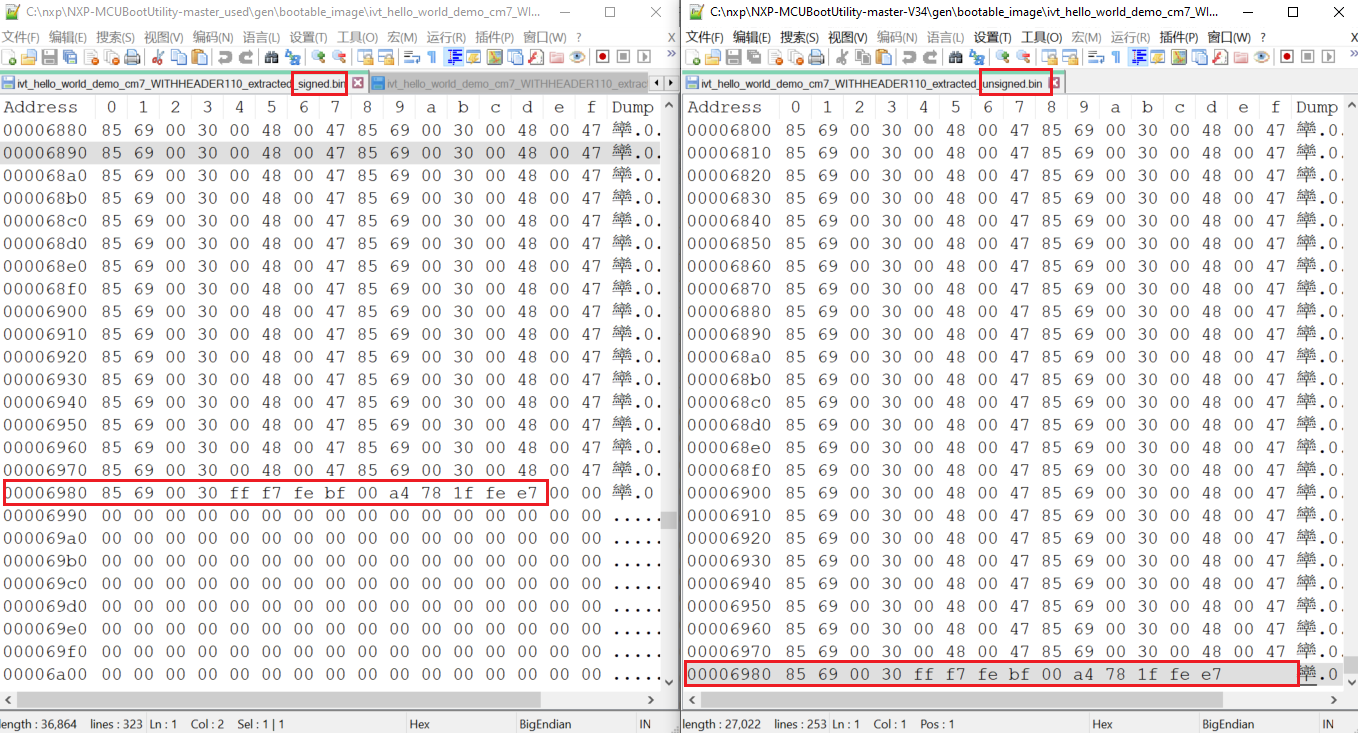 C:\nxp\NXP-MCUBootUtility-master_used\gen\bootable_image\ivt_hello_world_demo_cm7_WI...
文件(F) 编辑(E) 搜索(S) 视图(V) 编码(N) 语言(L) 设置(T) 工具(O) 宏(M) 运行(R) 插件(P) 窗口(W) ? X
ivt_hello_world_demo_cm7_WITHHEADER110_extracted_signed.bin ivt_hello_world_demo_cm7_WITHHEADER110_extrac
Address 0 1 2 3 4 5 6 7 8 9 a b c d e f Dump
00006880 85 69 00 30 00 48 00 47 85 69 00 30 00 48 00 47 .0.
00006890 85 69 00 30 00 48 00 47 85 69 00 30 00 48 00 47 .0.
000068a0 85 69 00 30 00 48 00 47 85 69 00 30 00 48 00 47 .0.
000068b0 85 69 00 30 00 48 00 47 85 69 00 30 00 48 00 47 .0.
000068c0 85 69 00 30 00 48 00 47 85 69 00 30 00 48 00 47 .0.
000068d0 85 69 00 30 00 48 00 47 85 69 00 30 00 48 00 47 .0.
000068e0 85 69 00 30 00 48 00 47 85 69 00 30 00 48 00 47 .0.
000068f0 85 69 00 30 00 48 00 47 85 69 00 30 00 48 00 47 .0.
00006900 85 69 00 30 00 48 00 47 85 69 00 30 00 48 00 47 .0.
00006910 85 69 00 30 00 48 00 47 85 69 00 30 00 48 00 47 .0.
00006920 85 69 00 30 00 48 00 47 85 69 00 30 00 48 00 47 .0.
00006930 85 69 00 30 00 48 00 47 85 69 00 30 00 48 00 47 .0.
00006940 85 69 00 30 00 48 00 47 85 69 00 30 00 48 00 47 .0.
00006950 85 69 00 30 00 48 00 47 85 69 00 30 00 48 00 47 .0.
00006960 85 69 00 30 00 48 00 47 85 69 00 30 00 48 00 47 .0.
00006970 85 69 00 30 00 48 00 47 85 69 00 30 00 48 00 47 .0.
00006980 85 69 00 30 ff f7 fe bf 00 a4 78 1f fe e7 00 00 .0
00006990 00 00 00 00 00 00 00 00 00 00 00 00 00 00 00 00 .....
000069a0 00 00 00 00 00 00 00 00 00 00 00 00 00 00 00 00 .....
000069b0 00 00 00 00 00 00 00 00 00 00 00 00 00 00 00 00 .....
000069c0 00 00 00 00 00 00 00 00 00 00 00 00 00 00 00 00 .....
000069d0 00 00 00 00 00 00 00 00 00 00 00 00 00 00 00 00 .....
000069e0 00 00 00 00 00 00 00 00 00 00 00 00 00 00 00 00 .....
000069f0 00 00 00 00 00 00 00 00 00 00 00 00 00 00 00 00 .....
00006a00 00 00 00 00 00 00 00 00 00 00 00 00 00 00 00 00 .....
ength : 36,864 lines : 323 Ln : 1 Col : 2 Sel : 1 | 1 Hex BigEndian IN
C:\nxp\NXP-MCUBootUtility-master-V34\gen\bootable_image\ivt_hello_world_demo_cm7_WI...
文件(F) 编辑(E) 搜索(S) 视图(V) 编码(N) 语言(L) 设置(T) 工具(O) 宏(M) 运行(R) 插件(P) 窗口(W) ? X
ivt_hello_world_demo_cm7_WITHHEADER110_extracted_unsigned.bin
Address 0 1 2 3 4 5 6 7 8 9 a b c d e f Dump
00006800 85 69 00 30 00 48 00 47 85 69 00 30 00 48 00 47 .0.
00006810 85 69 00 30 00 48 00 47 85 69 00 30 00 48 00 47 .0.
00006820 85 69 00 30 00 48 00 47 85 69 00 30 00 48 00 47 .0.
00006830 85 69 00 30 00 48 00 47 85 69 00 30 00 48 00 47 .0.
00006840 85 69 00 30 00 48 00 47 85 69 00 30 00 48 00 47 .0.
00006850 85 69 00 30 00 48 00 47 85 69 00 30 00 48 00 47 .0.
00006860 85 69 00 30 00 48 00 47 85 69 00 30 00 48 00 47 .0.
00006870 85 69 00 30 00 48 00 47 85 69 00 30 00 48 00 47 .0.
00006880 85 69 00 30 00 48 00 47 85 69 00 30 00 48 00 47 .0.
00006890 85 69 00 30 00 48 00 47 85 69 00 30 00 48 00 47 .0.
000068a0 85 69 00 30 00 48 00 47 85 69 00 30 00 48 00 47 .0.
000068b0 85 69 00 30 00 48 00 47 85 69 00 30 00 48 00 47 .0.
000068c0 85 69 00 30 00 48 00 47 85 69 00 30 00 48 00 47 .0.
000068d0 85 69 00 30 00 48 00 47 85 69 00 30 00 48 00 47 .0.
000068e0 85 69 00 30 00 48 00 47 85 69 00 30 00 48 00 47 .0.
000068f0 85 69 00 30 00 48 00 47 85 69 00 30 00 48 00 47 .0.
00006900 85 69 00 30 00 48 00 47 85 69 00 30 00 48 00 47 .0.
00006910 85 69 00 30 00 48 00 47 85 69 00 30 00 48 00 47 .0.
00006920 85 69 00 30 00 48 00 47 85 69 00 30 00 48 00 47 .0.
00006930 85 69 00 30 00 48 00 47 85 69 00 30 00 48 00 47 .0.
00006940 85 69 00 30 00 48 00 47 85 69 00 30 00 48 00 47 .0.
00006950 85 69 00 30 00 48 00 47 85 69 00 30 00 48 00 47 .0.
00006960 85 69 00 30 00 48 00 47 85 69 00 30 00 48 00 47 .0.
00006970 85 69 00 30 00 48 00 47 85 69 00 30 00 48 00 47 .0.
00006980 85 69 00 30 ff f7 fe bf 00 a4 78 1f fe e7 .0
length : 27,022 lines : 253 Ln : 1 Col : 1 Pos : 1 Hex BigEndian IN